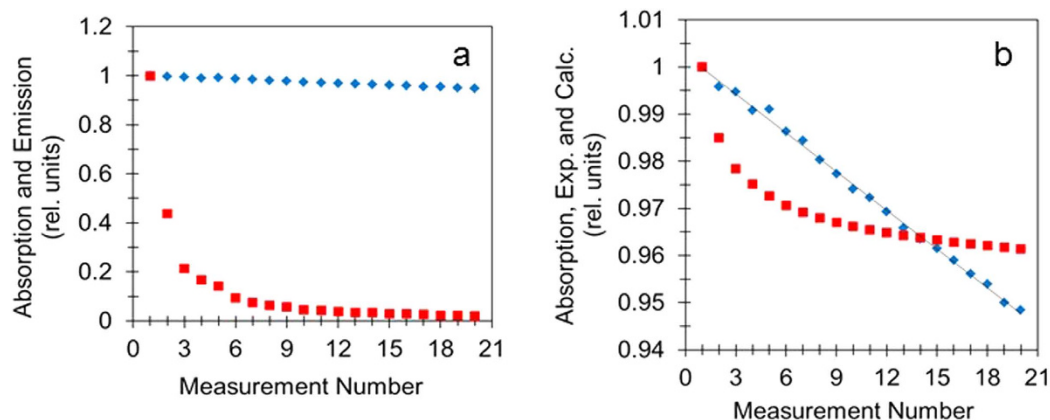 a
Absorption and Emission
(rel. units)
1.2
1
0.8
0.6
0.4
0.2
0
0 3 6 9 12 15 18 21
Measurement Number
b
Absorption, Exp. and Calc.
(rel. units)
1.01
1
0.99
0.98
0.97
0.96
0.95
0.94
0 3 6 9 12 15 18 21
Measurement Number